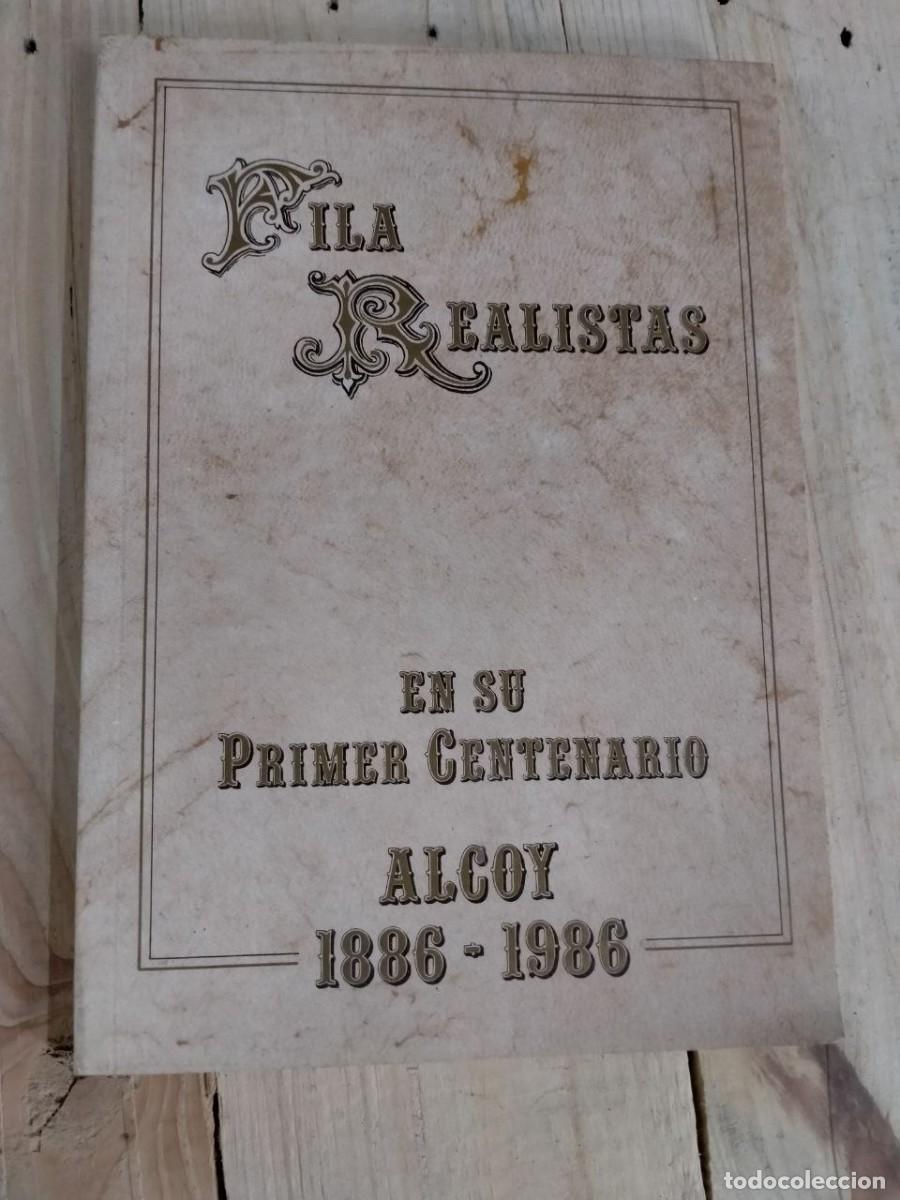 FILA
REALISTAS
EN SU
PRIMER CENTENARIO
ALCOY
1886 - 1986
todocoleccion